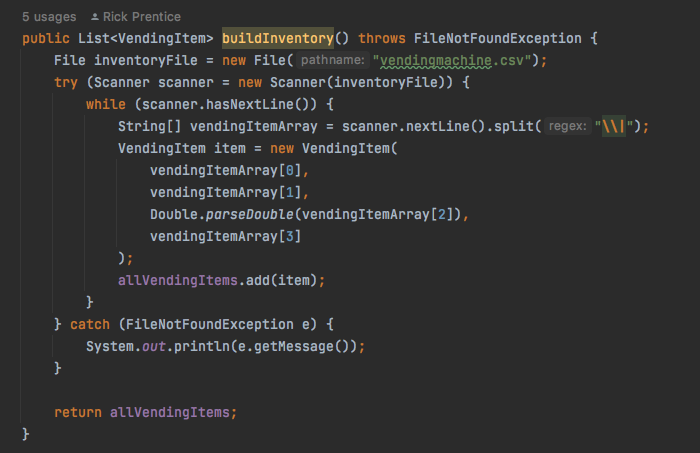 5 usages Rick Prentice
public List<VendingItem> buildInventory() throws FileNotFoundException {
File inventoryFile = new File( pathname: "vendingmachine.csv");
try (Scanner scanner = new Scanner(inventoryFile)) {
while (scanner.hasNextLine()) {
String[] vendingItemArray = scanner.nextLine().split( regex: "\\|");
VendingItem item = new VendingItem(
vendingItemArray[0],
vendingItemArray[1],
Double.parseDouble(vendingItemArray[2]),
vendingItemArray[3]
);
allVendingItems.add(item);
}
} catch (FileNotFoundException e) {
System.out.println(e.getMessage());
}
return allVendingItems;
}